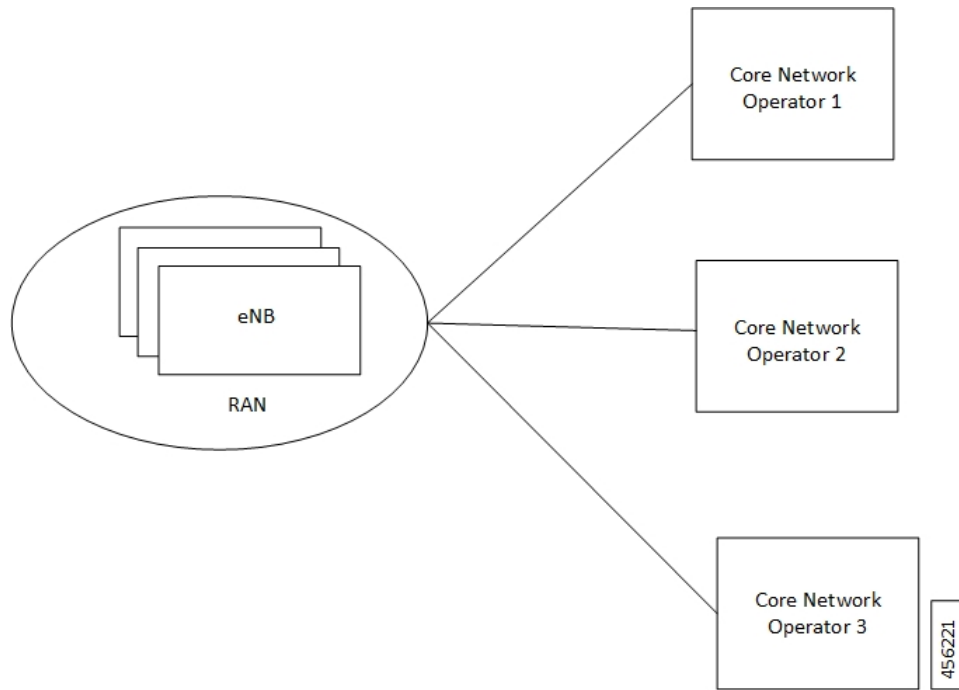 Core Network
Operator 1
eNB
RAN
Core Network
Operator 2
Core Network
Operator 3
456221